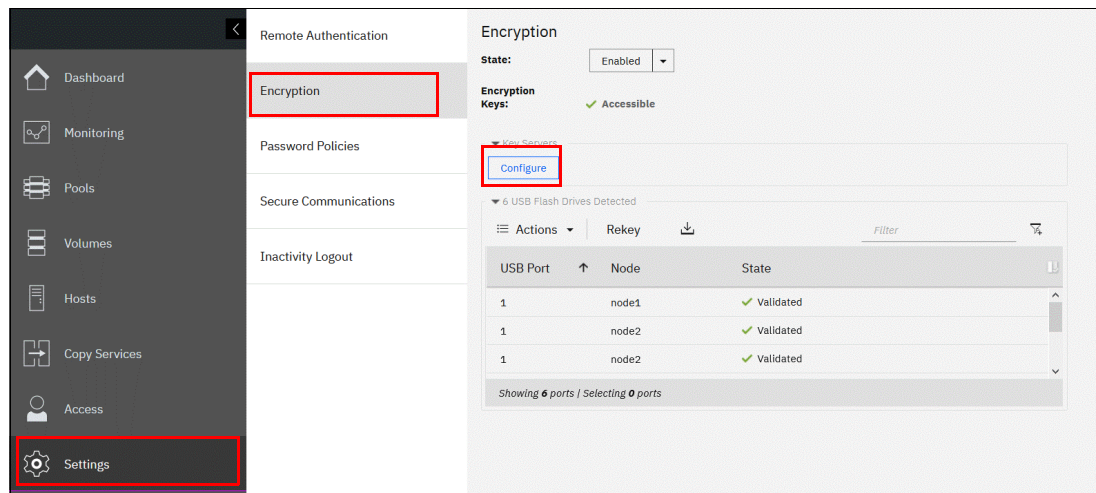 Dashboard
Monitoring
Pools
Volumes
Hosts
Copy Services
Access
Settings
Remote Authentication
Encryption
Password Policies
Secure Communications
Inactivity Logout
Encryption
State: Enabled
Encryption
Keys: Accessible
Key Servers
Configure
6 USB Flash Drives Detected
Actions Rekey Filter
USB Port Node State
1 node1 Validated
1 node2 Validated
1 node2 Validated
Showing 6 ports | Selecting 0 ports